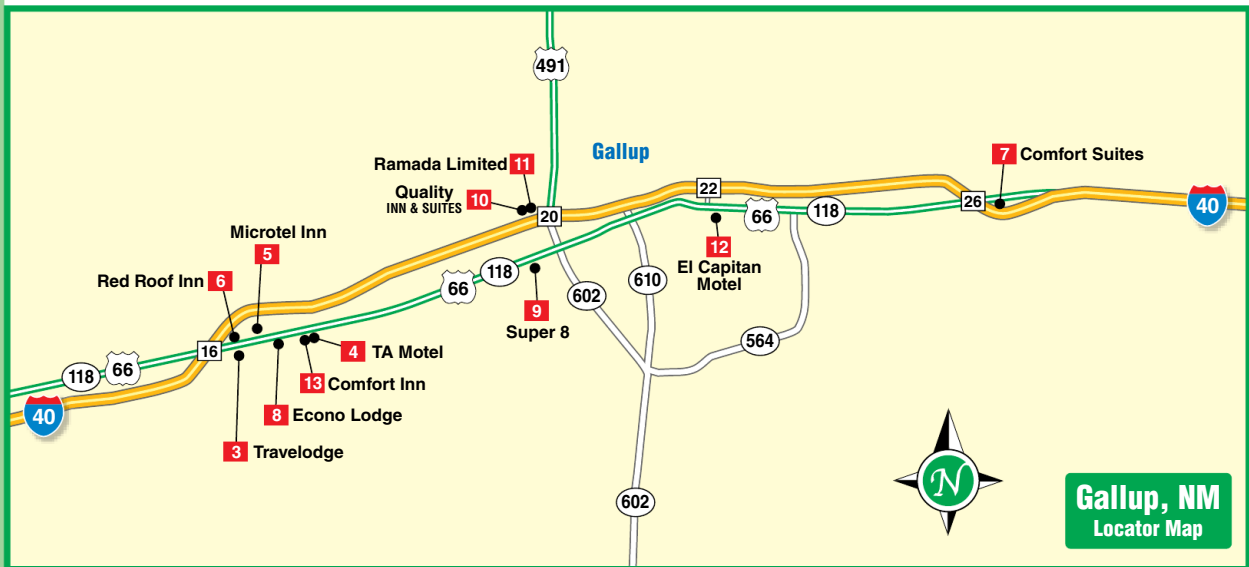 491
Gallup
Ramada Limited 11
7 Comfort Suites
Quality
INN & SUITES
10
22
20
26
40
66
118
Microtel Inn
5
12
El Capitan
Motel
Red Roof Inn 6
118
66
602
610
9
Super 8
16
4 TA Motel
564
118
66
13 Comfort Inn
40
8 Econo Lodge
3 Travelodge
N
602
Gallup, NM
Locator Map